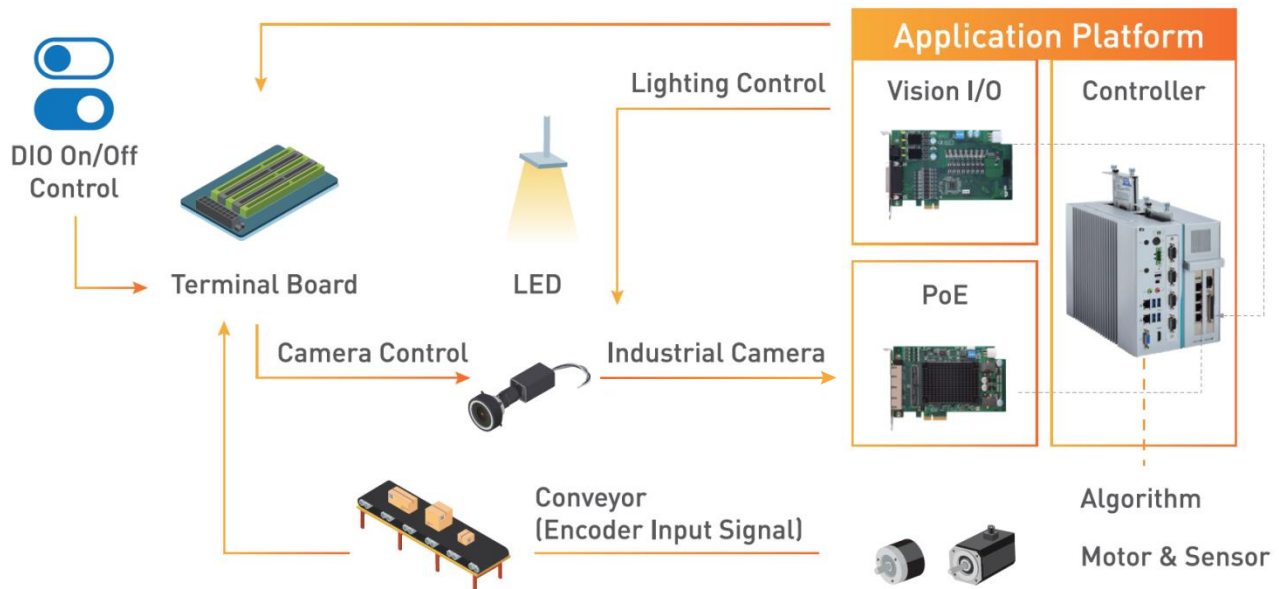 Application Platform
Lighting Control
Vision I/O
Controller
DIO On/Off
Control
Terminal Board
LED
PoE
Camera Control
Industrial Camera
Conveyor
(Encoder Input Signal)
Algorithm
Motor & Sensor